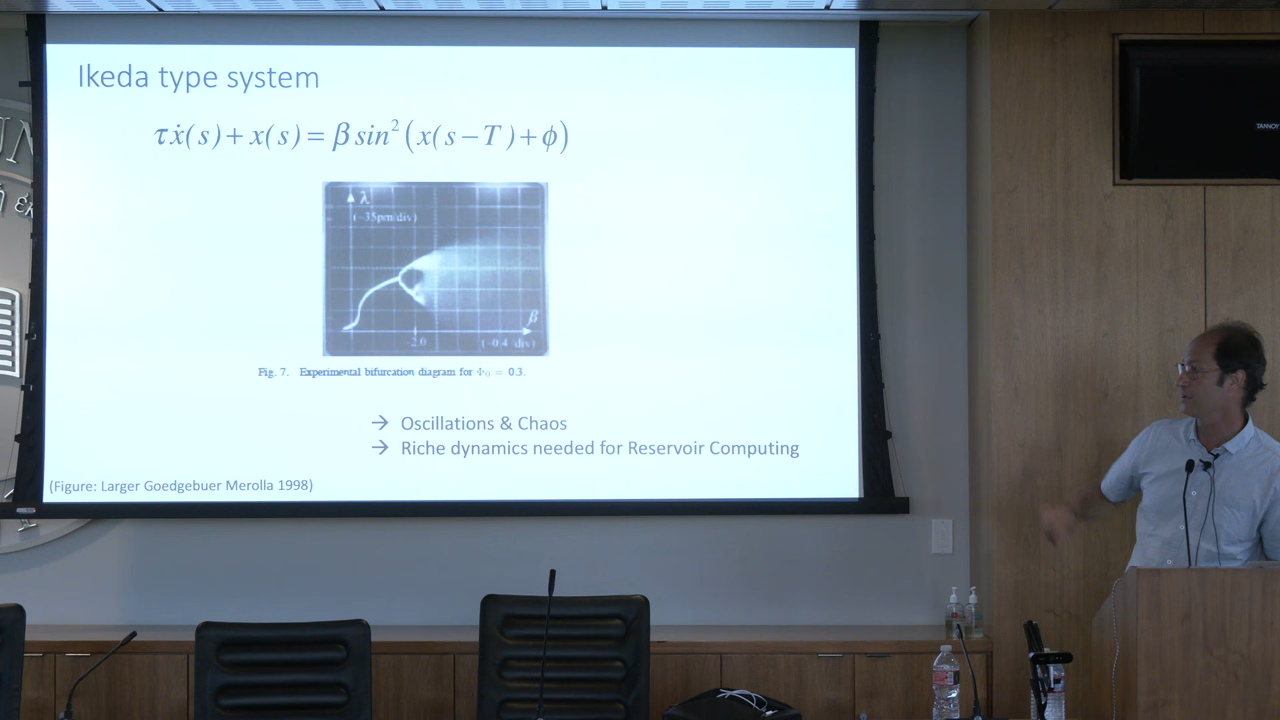 Ikeda type system
τẋ(s)+x(s)=β sin²(x(s−T)+ϕ)
λ
(~35pm/div)
β
~2.0
(~0.4 /div)
Fig. 7. Experimental bifurcation diagram for Φ₀ = 0.3.
→ Oscillations & Chaos
→ Riche dynamics needed for Reservoir Computing
(Figure: Larger Goedgebuer Merolla 1998)
TANNOY